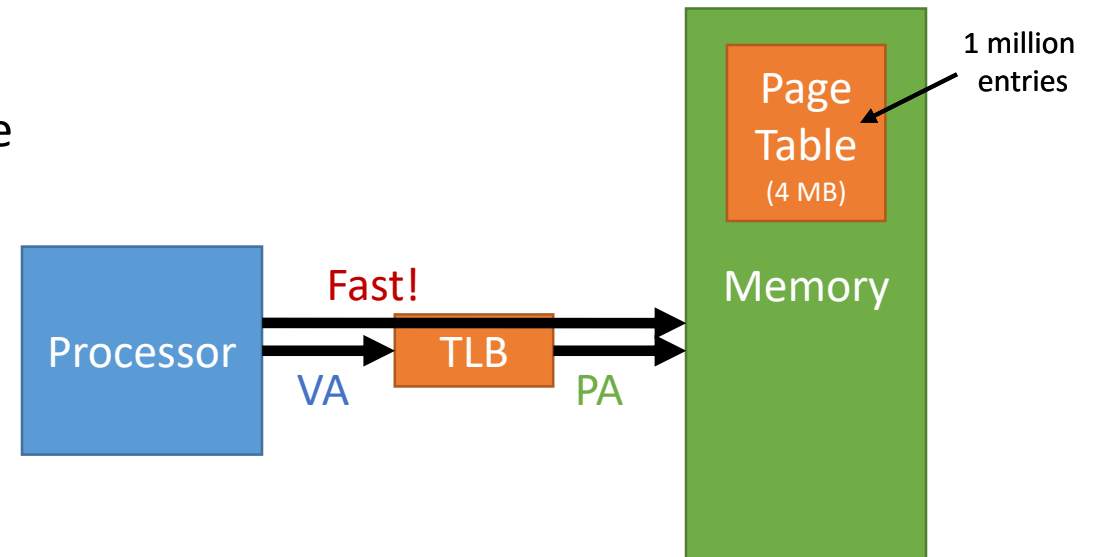 1 million
entries
Page
Table
(4 MB)
e
Fast!
Memory
Processor
TLB
VA
PA